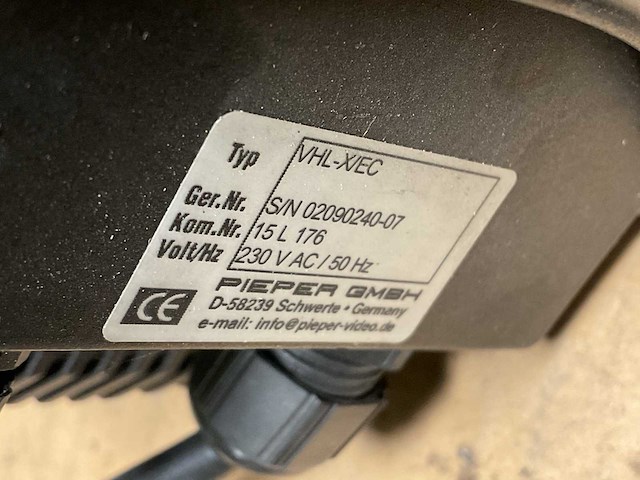 Typ VHL-X/EC
Ger.Nr. S/N 02090240-07
Kom.Nr. 15 L 176
Volt/Hz 230 V AC / 50 Hz
CE PIEPER GMBH
D-58239 Schwerte • Germany
e-mail: info@pieper-video.de